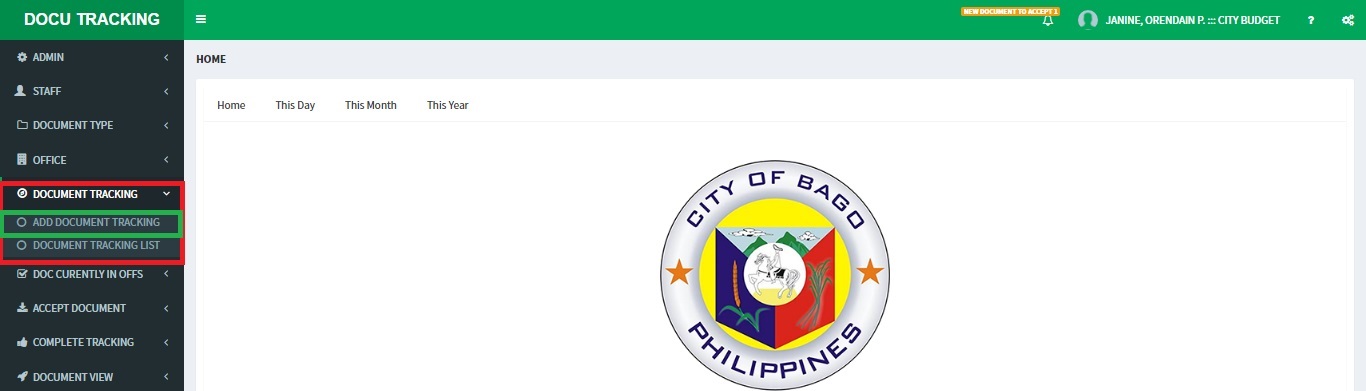 DOCU TRACKING
NEW DOCUMENT TO ACCEPT 1
JANINE, ORENDAIN P. ::: CITY BUDGET
?
ADMIN
STAFF
DOCUMENT TYPE
OFFICE
DOCUMENT TRACKING
ADD DOCUMENT TRACKING
DOCUMENT TRACKING LIST
DOC CURENTLY IN OFFS
ACCEPT DOCUMENT
COMPLETE TRACKING
DOCUMENT VIEW
HOME
Home This Day This Month This Year
CITY OF BAGO
PHILIPPINES